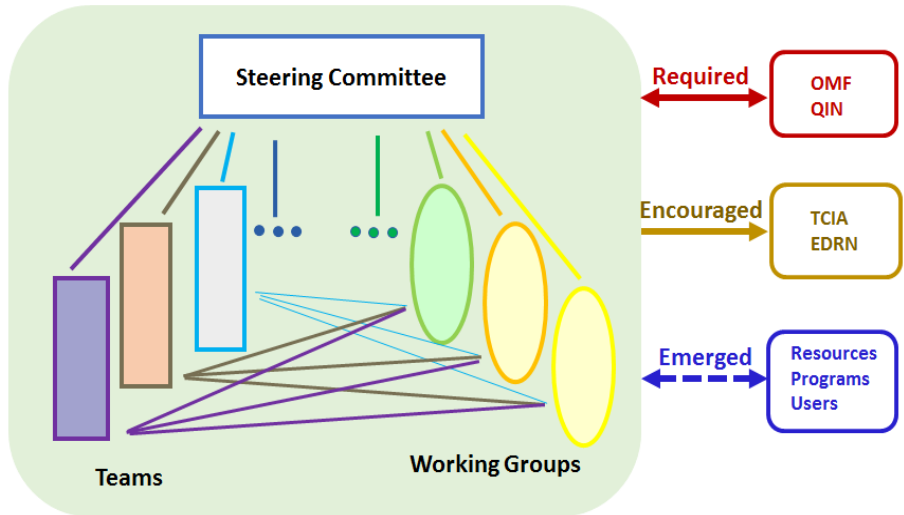 Steering Committee
Required
OMF
QIN
Encouraged
TCIA
EDRN
Emerged
Resources
Programs
Users
Teams
Working Groups